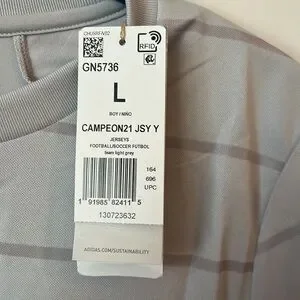 RFID
GN5736
L
BOY / NIÑO
CAMPEON21 JSY Y
JERSEYS
FOOTBALL/SOCCER FUTBOL
team light grey
164
696
UPC
1 91985 82411 5
130723632
ADIDAS.COM/SUSTAINABILITY